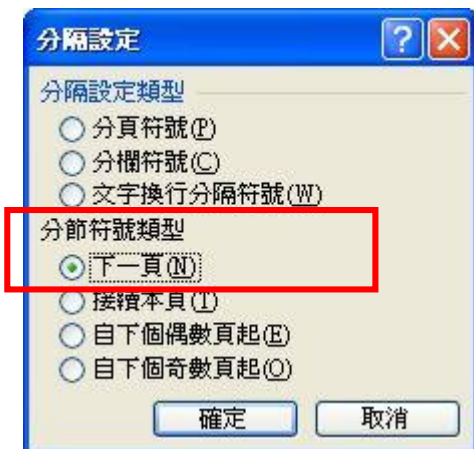 分隔設定
分隔設定類型
分頁符號(P)
分欄符號(C)
文字換行分隔符號(W)
分節符號類型
下一頁(N)
接續本頁(T)
自下個偶數頁起(E)
自下個奇數頁起(O)
確定 取消